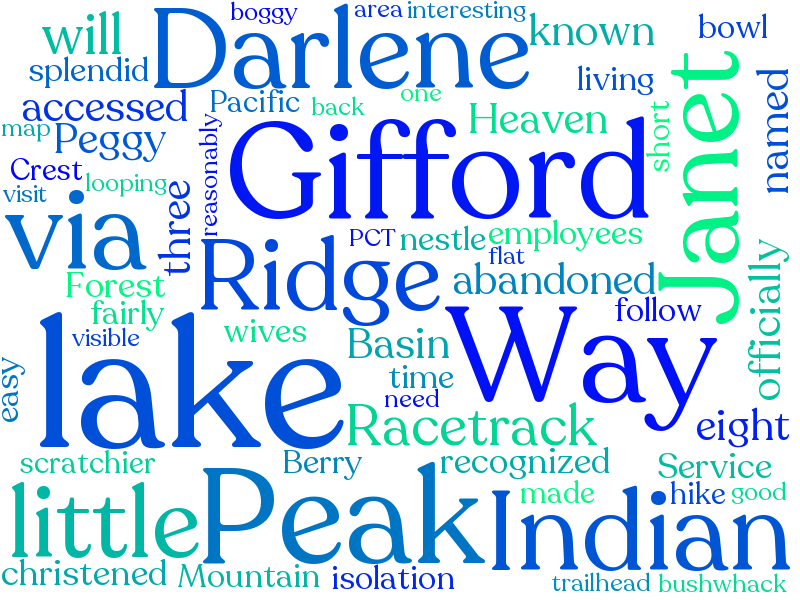 boggy
area
interesting
will
Darlene
known
bowl
splendid
living
accessed
Pacific
back
one
Heaven
Janet
named
map
Peggy
reasonably
Gifford
short
Crest
looping
visit
three
via
PCT
nestle
employees
flat
Ridge
abandoned
officially
Forest
fairly
follow
visible
wives
Way
lake
Basin
time
easy
need
Racetrack
eight
scratchier
Berry
recognized
Service
little
Peak
made
Indian
hike
good
christened
Mountain
isolation
trailhead
bushwhack